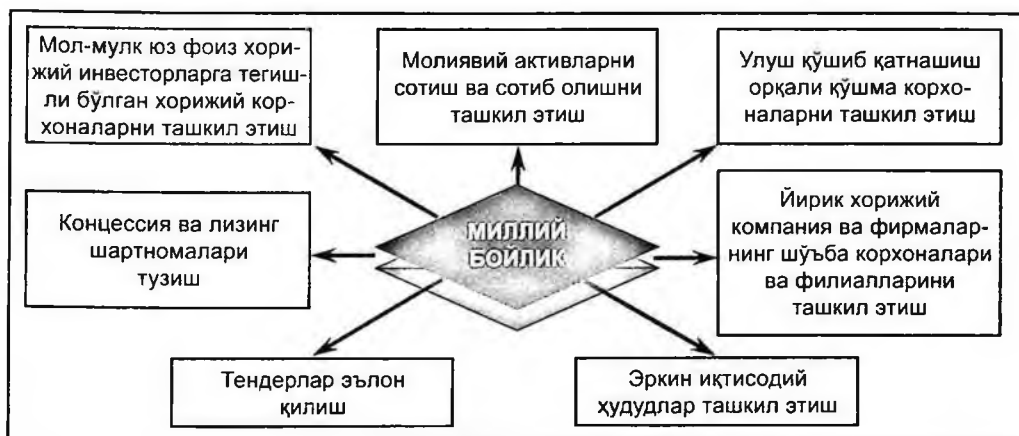 Мол-мулк юз фоиз хори-
жий инвесторларга тегиш-
ли бўлган хорижий кор-
хоналарни ташкил этиш
Молиявий активларни
сотиш ва сотиб олишни
ташкил этиш
Улуш қўшиб қатнашиш
орқали қўшма корхо-
наларни ташкил этиш
Концессия ва лизинг
шартномалари
тузиш
МИЛЛИЙ
БОЙЛИК
Йирик хорижий
компания ва фирмалар-
нинг шўъба корхоналари
ва филиалларини
ташкил этиш
Тендерлар эълон
қилиш
Эркин иқтисодий
ҳудудлар ташкил этиш